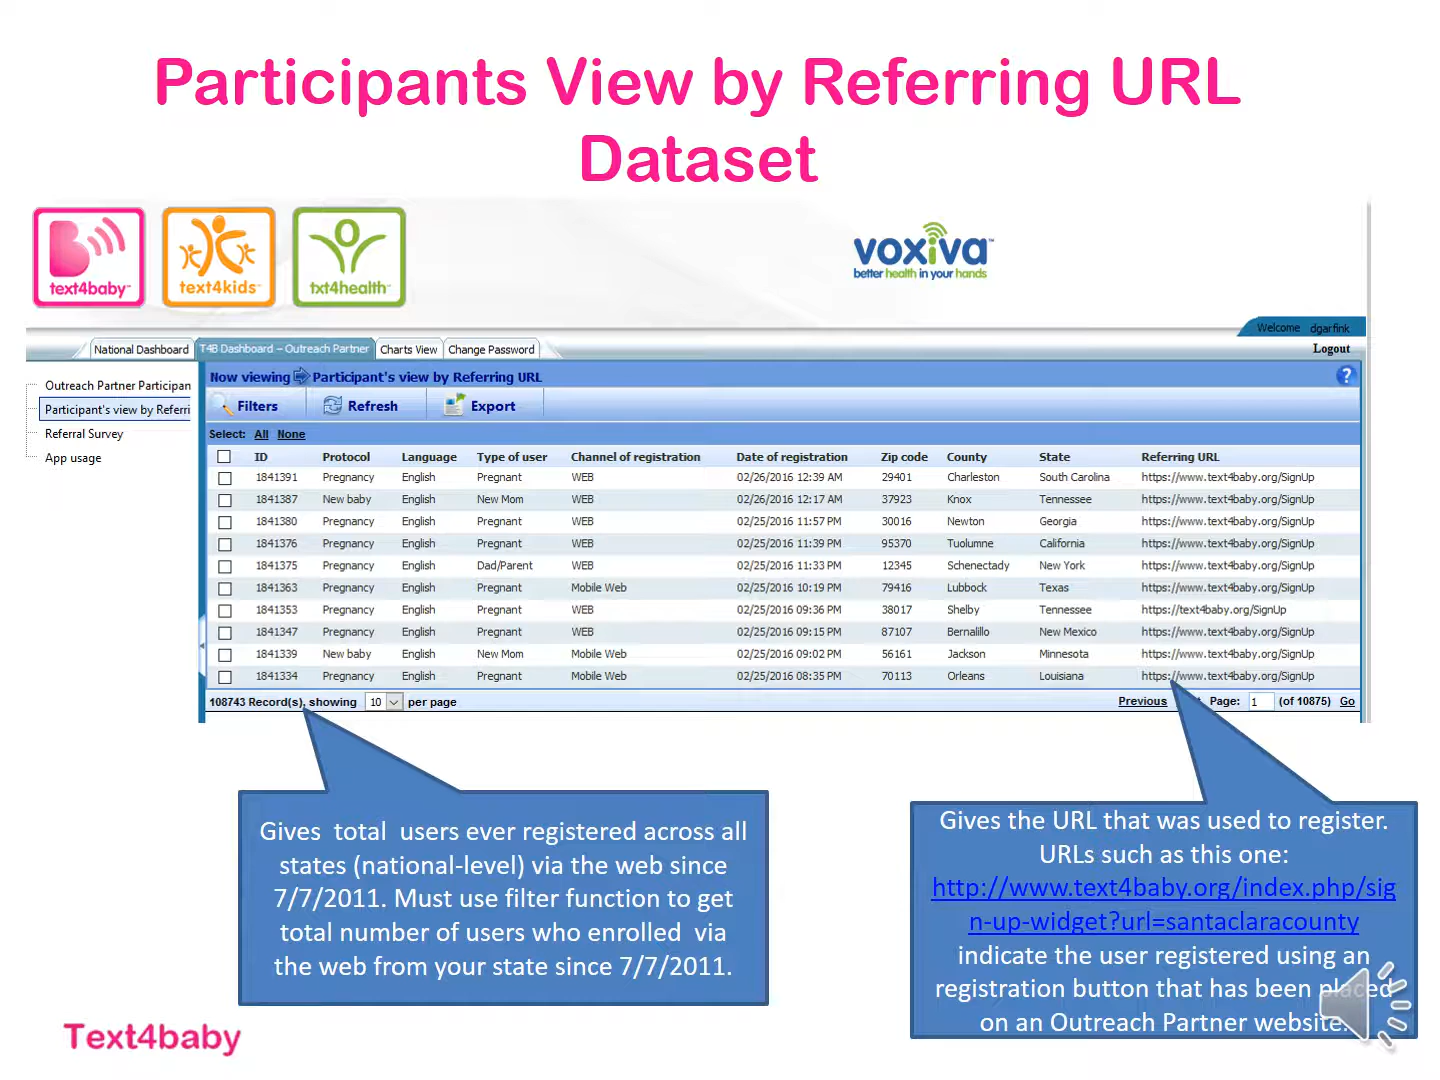 Participants View by Referring URL
Dataset
text4baby™
text4kids™
txt4health™
voxiva™
better health in your hands
Welcome dgarfink
National Dashboard T4B Dashboard – Outreach Partner Charts View Change Password Logout
Now viewing Participant's view by Referring URL ?
Outreach Partner Participan
Participant's view by Referri
Referral Survey
App usage
Filters Refresh Export
Select: All None
ID Protocol Language Type of user Channel of registration Date of registration Zip code County State Referring URL
1841391 Pregnancy English Pregnant WEB 02/26/2016 12:39 AM 29401 Charleston South Carolina https://www.text4baby.org/SignUp
1841387 New baby English New Mom WEB 02/26/2016 12:17 AM 37923 Knox Tennessee https://www.text4baby.org/SignUp
1841380 Pregnancy English Pregnant WEB 02/25/2016 11:57 PM 30016 Newton Georgia https://www.text4baby.org/SignUp
1841376 Pregnancy English Pregnant WEB 02/25/2016 11:39 PM 95370 Tuolumne California https://www.text4baby.org/SignUp
1841375 Pregnancy English Dad/Parent WEB 02/25/2016 11:33 PM 12345 Schenectady New York https://www.text4baby.org/SignUp
1841363 Pregnancy English Pregnant Mobile Web 02/25/2016 10:19 PM 79416 Lubbock Texas https://www.text4baby.org/SignUp
1841353 Pregnancy English Pregnant WEB 02/25/2016 09:36 PM 38017 Shelby Tennessee https://text4baby.org/SignUp
1841347 Pregnancy English Pregnant WEB 02/25/2016 09:15 PM 87107 Bernalillo New Mexico https://www.text4baby.org/SignUp
1841339 New baby English New Mom Mobile Web 02/25/2016 09:02 PM 56161 Jackson Minnesota https://www.text4baby.org/SignUp
1841334 Pregnancy English Pregnant Mobile Web 02/25/2016 08:35 PM 70113 Orleans Louisiana https://www.text4baby.org/SignUp
108743 Record(s), showing 10 per page Previous Page: 1 (of 10875) Go
Gives total users ever registered across all
states (national-level) via the web since
7/7/2011. Must use filter function to get
total number of users who enrolled via
the web from your state since 7/7/2011.
Gives the URL that was used to register.
URLs such as this one:
http://www.text4baby.org/index.php/sig
n-up-widget?url=santaclaracounty
indicate the user registered using an
registration button that has been placed
on an Outreach Partner website.
Text4baby